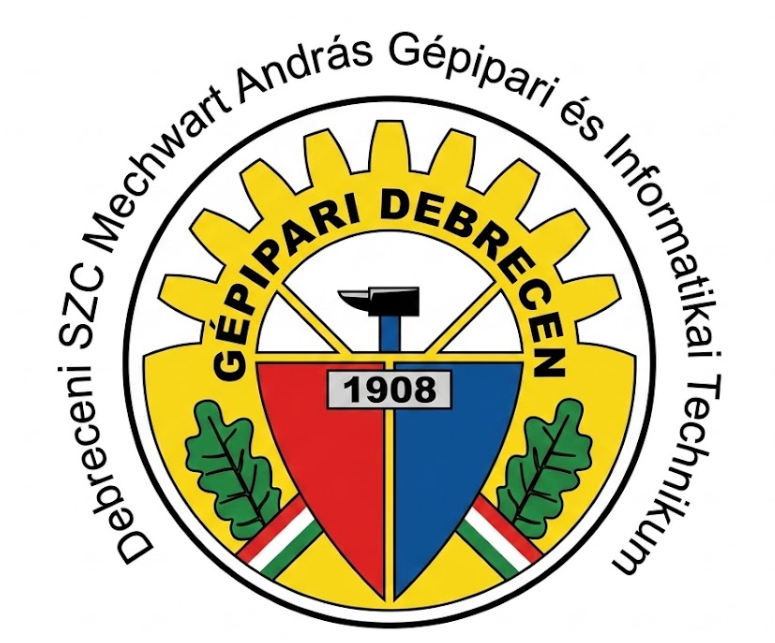 Debreceni SZC Mechwart András Gépipari és Informatikai Technikum
GÉPIPARI DEBRECEN
1908